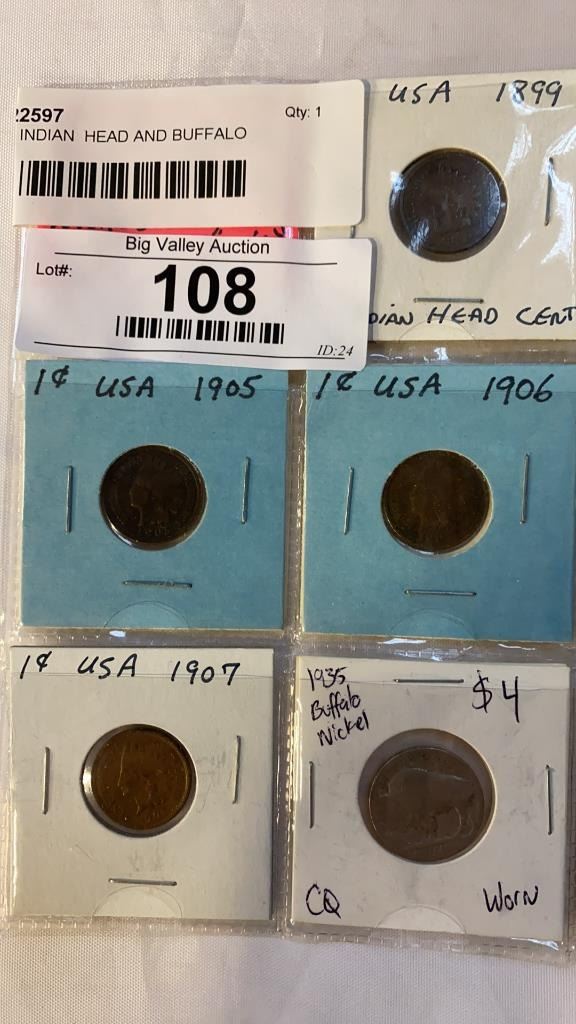 22597
Qty: 1
INDIAN HEAD AND BUFFALO
Big Valley Auction
Lot#:
108
ID:24
USA 1899
DIAN HEAD CENT
1¢ USA 1905
1¢ USA 1906
1¢ USA 1907
1935
Buffalo
Nickel
$4
CQ
Worn